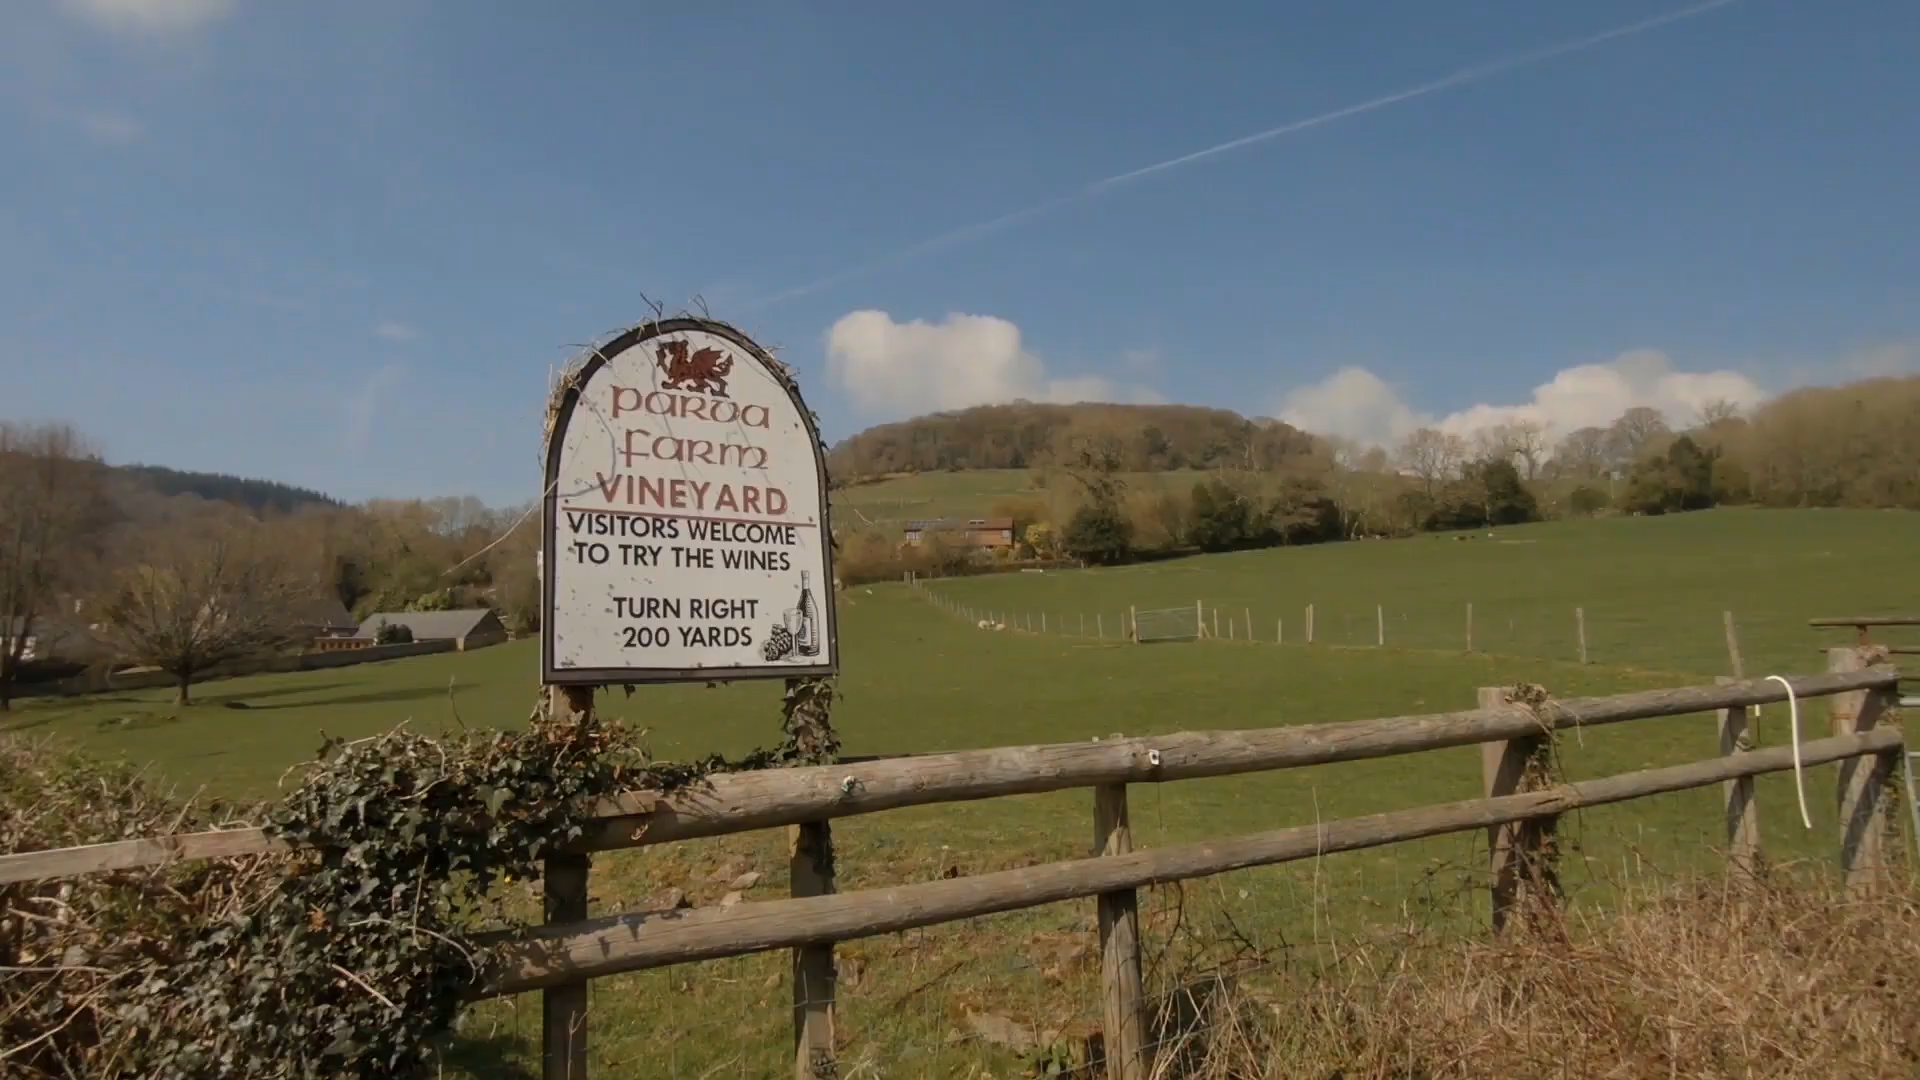 Parva
Farm
VINEYARD
VISITORS WELCOME
TO TRY THE WINES
TURN RIGHT
200 YARDS